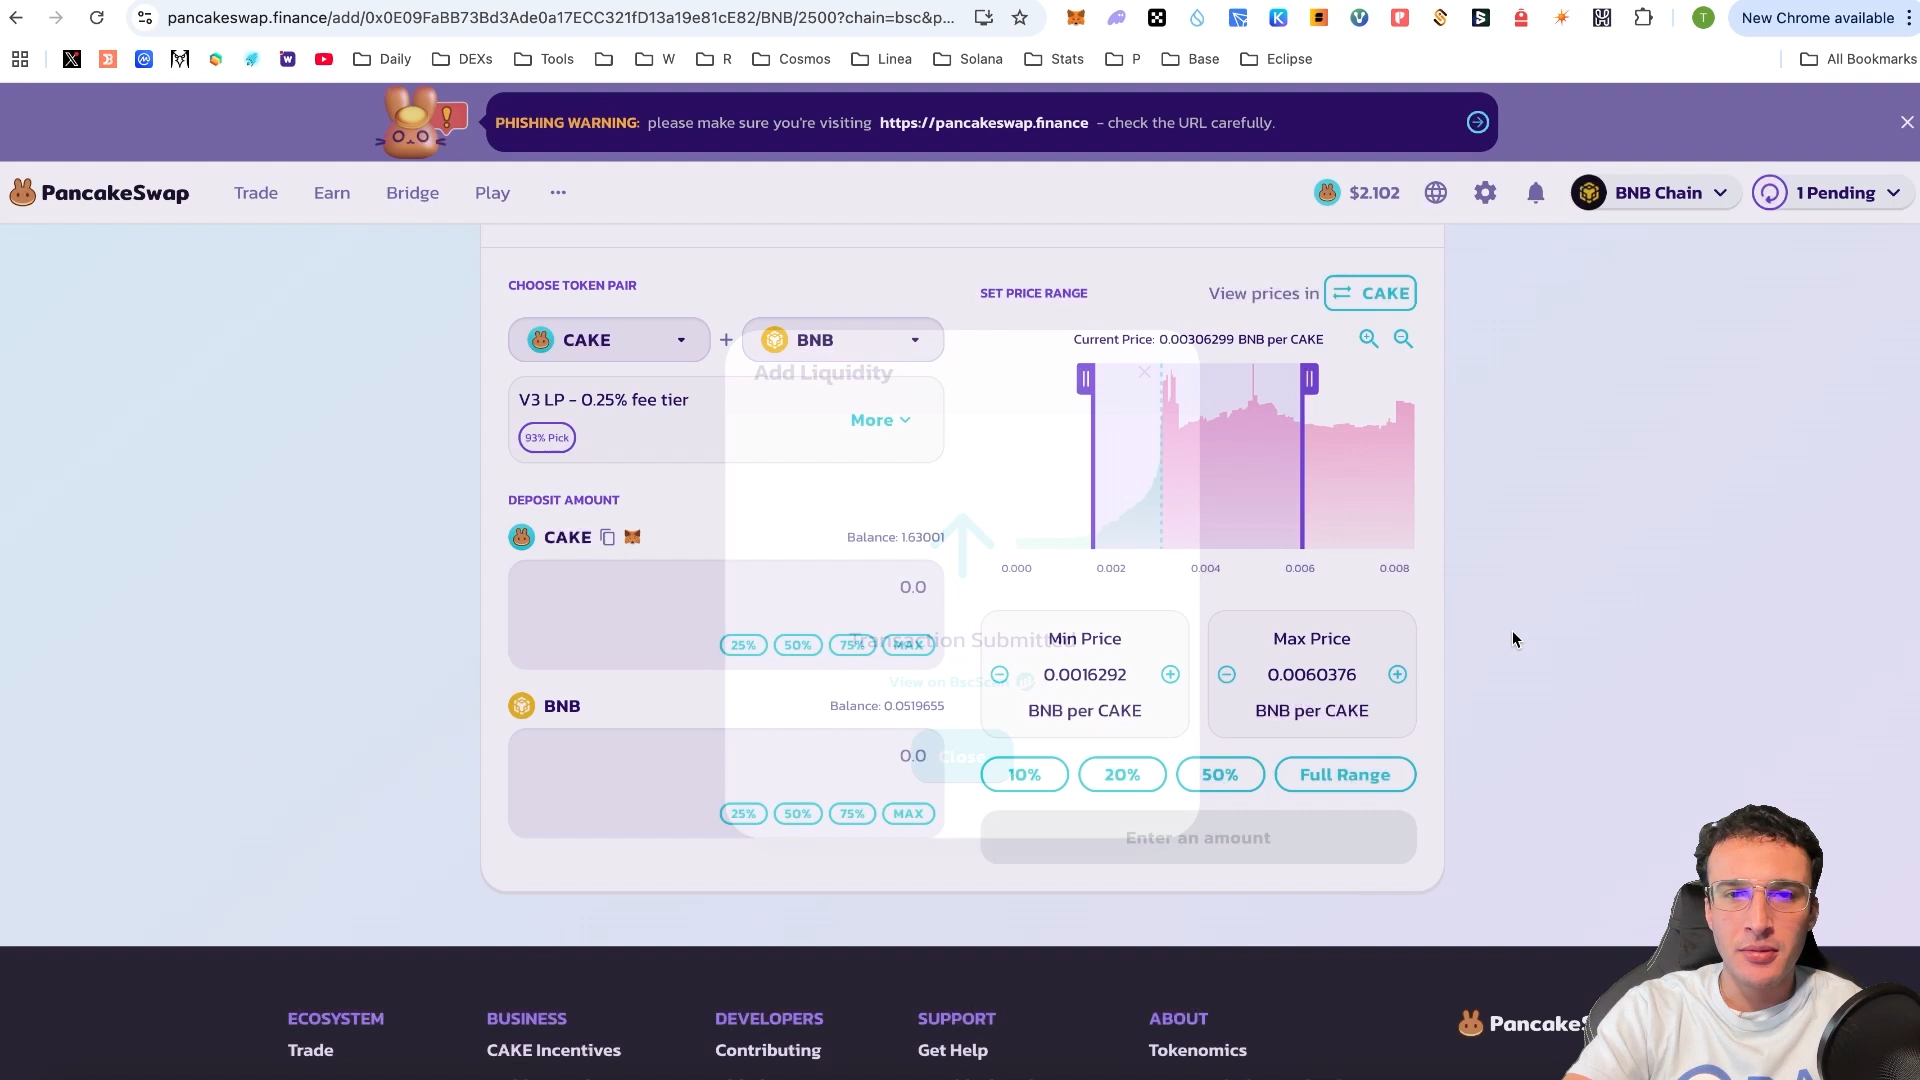 pancakeswap.finance/add/0x0E09FaBB73Bd3Ade0a17ECC321fD13a19e81cE82/BNB/2500?chain=bsc&p...
T
New Chrome available
Daily
DEXs
Tools
W
R
Cosmos
Linea
Solana
Stats
P
Base
Eclipse
All Bookmarks
PHISHING WARNING: please make sure you're visiting https://pancakeswap.finance - check the URL carefully.
PancakeSwap
Trade
Earn
Bridge
Play
$2.102
BNB Chain
1 Pending
CHOOSE TOKEN PAIR
CAKE
+
BNB
Add Liquidity
V3 LP - 0.25% fee tier
93% Pick
More
DEPOSIT AMOUNT
CAKE
Balance: 1.63001
0.0
25%
50%
75%
MAX
Transaction Submitted
View on BscScan
BNB
Balance: 0.0519655
0.0
Close
25%
50%
75%
MAX
SET PRICE RANGE
View prices in
CAKE
Current Price: 0.00306299 BNB per CAKE
0.000
0.002
0.004
0.006
0.008
Min Price
0.0016292
BNB per CAKE
Max Price
0.0060376
BNB per CAKE
10%
20%
50%
Full Range
Enter an amount
ECOSYSTEM
Trade
BUSINESS
CAKE Incentives
DEVELOPERS
Contributing
SUPPORT
Get Help
ABOUT
Tokenomics
PancakeS